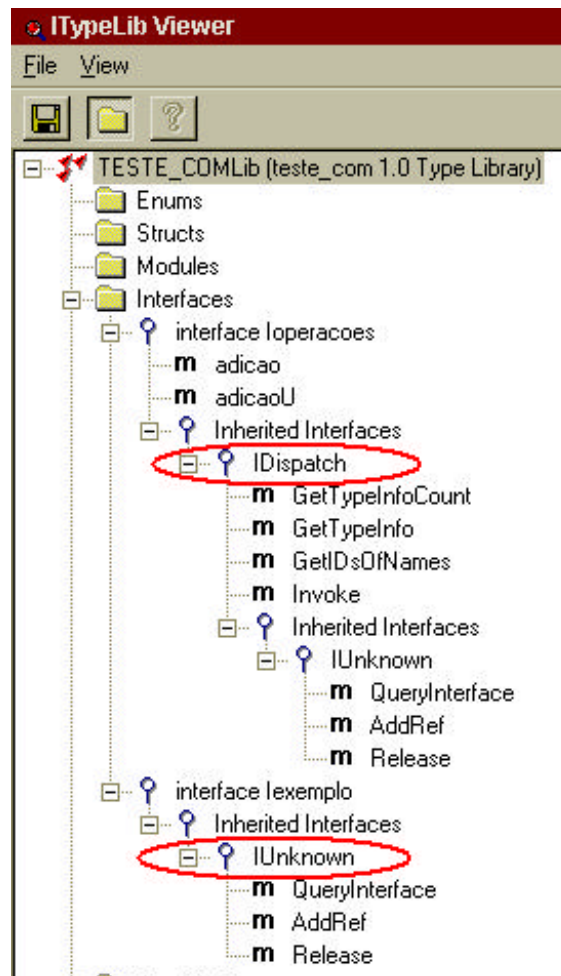 ITypeLib Viewer
File View
TESTE_COMLib (teste_com 1.0 Type Library)
Enums
Structs
Modules
Interfaces
interface Ioperacoes
m adicao
m adicaoU
Inherited Interfaces
IDispatch
m GetTypeInfoCount
m GetTypeInfo
m GetIDsOfNames
m Invoke
Inherited Interfaces
IUnknown
m QueryInterface
m AddRef
m Release
interface Iexemplo
Inherited Interfaces
IUnknown
m QueryInterface
m AddRef
m Release